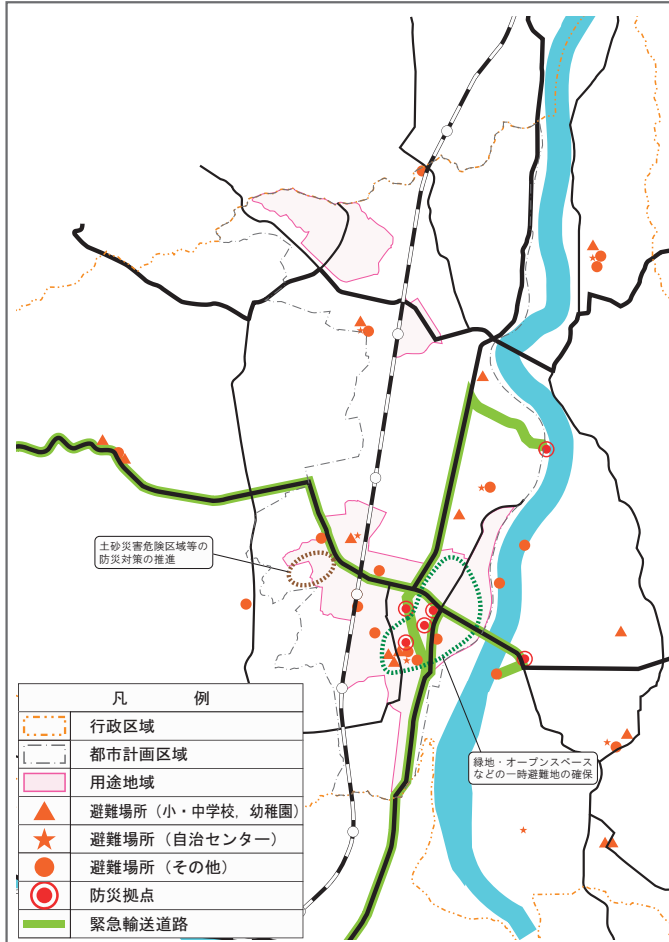 土砂災害危険区域等の
防災対策の推進
緑地・オープンスペース
などの一時避難地の確保
凡 例
行政区域
都市計画区域
用途地域
避難場所（小・中学校，幼稚園）
避難場所（自治センター）
避難場所（その他）
防災拠点
緊急輸送道路